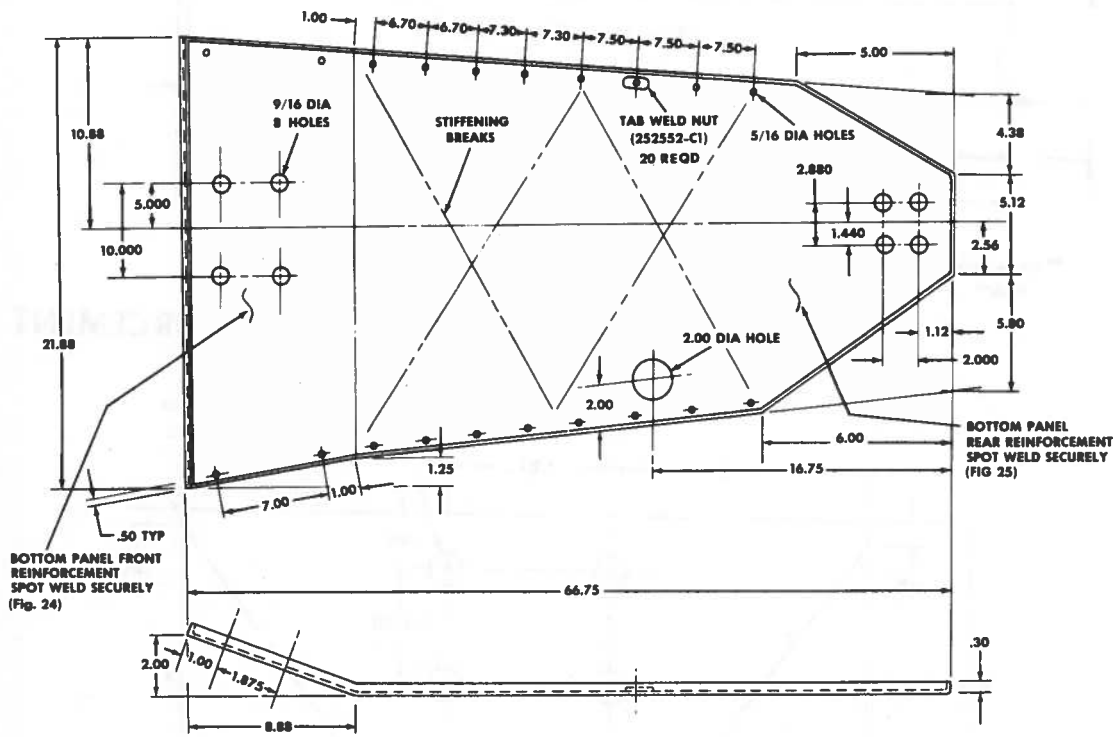 1.00
6.70
6.70
7.30
7.30
7.50
7.50
7.50
5.00
10.88
9/16 DIA
8 HOLES
STIFFENING
BREAKS
TAB WELD NUT
(252552-C1)
20 REQD
5/16 DIA HOLES
4.38
2.880
5.12
5.000
10.000
1.440
2.56
21.88
2.00 DIA HOLE
2.00
1.12
2.000
5.80
1.25
7.00
1.00
6.00
16.75
BOTTOM PANEL
REAR REINFORCEMENT
SPOT WELD SECURELY
(FIG 25)
.50 TYP
BOTTOM PANEL FRONT
REINFORCEMENT
SPOT WELD SECURELY
(Fig. 24)
66.75
2.00
1.00
1.875
8.88
.30